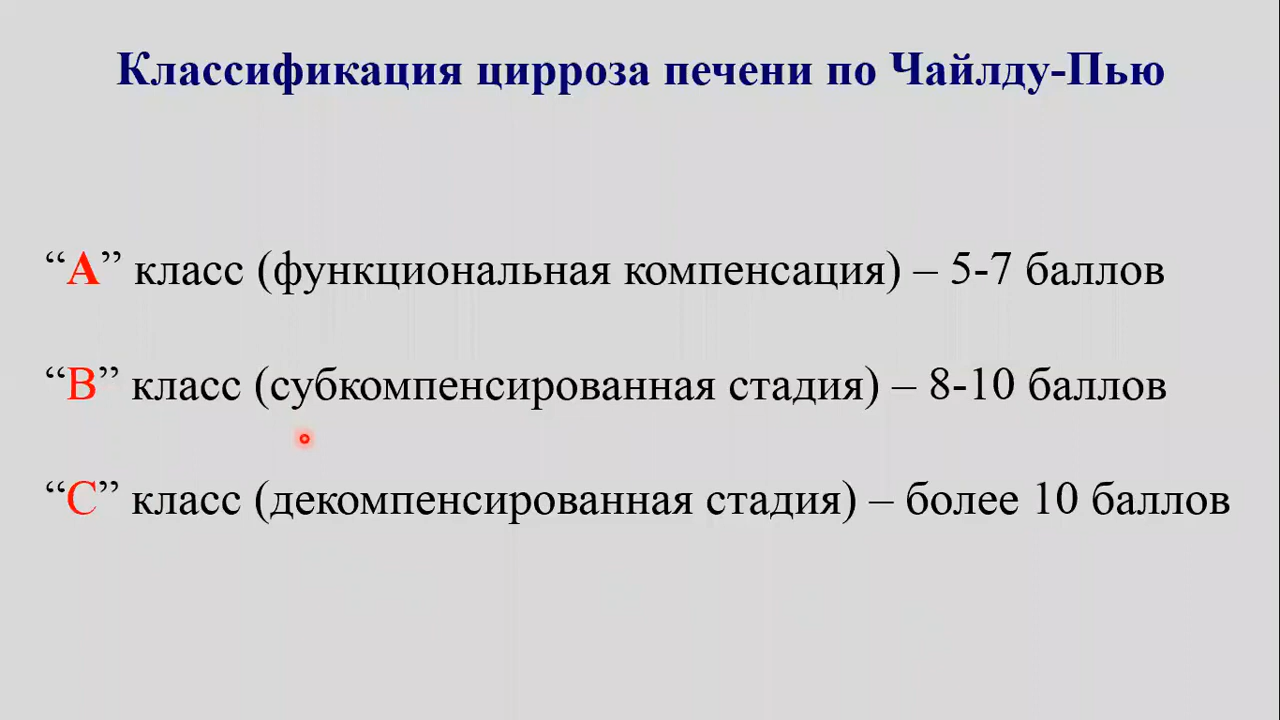 Классификация цирроза печени по Чайлду-Пью
“А” класс (функциональная компенсация) – 5-7 баллов
“В” класс (субкомпенсированная стадия) – 8-10 баллов
“С” класс (декомпенсированная стадия) – более 10 баллов